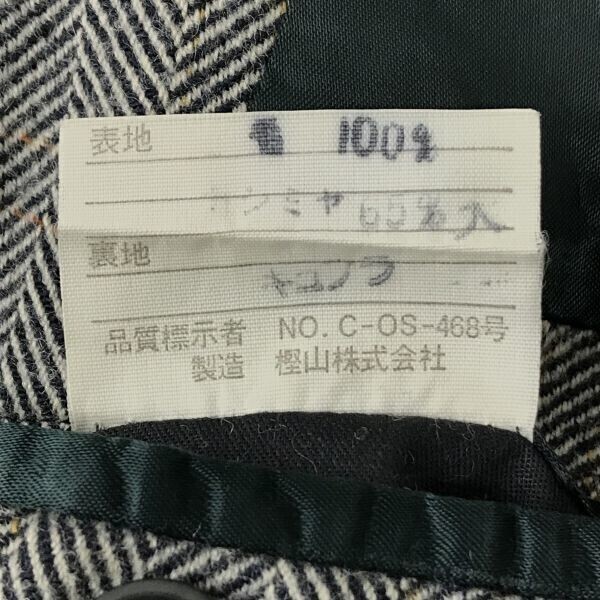 表地 毛 100%
カシミヤ 65%入
裏地 キュプラ
品質標示者 NO. C-OS-468号
製造 樫山株式会社